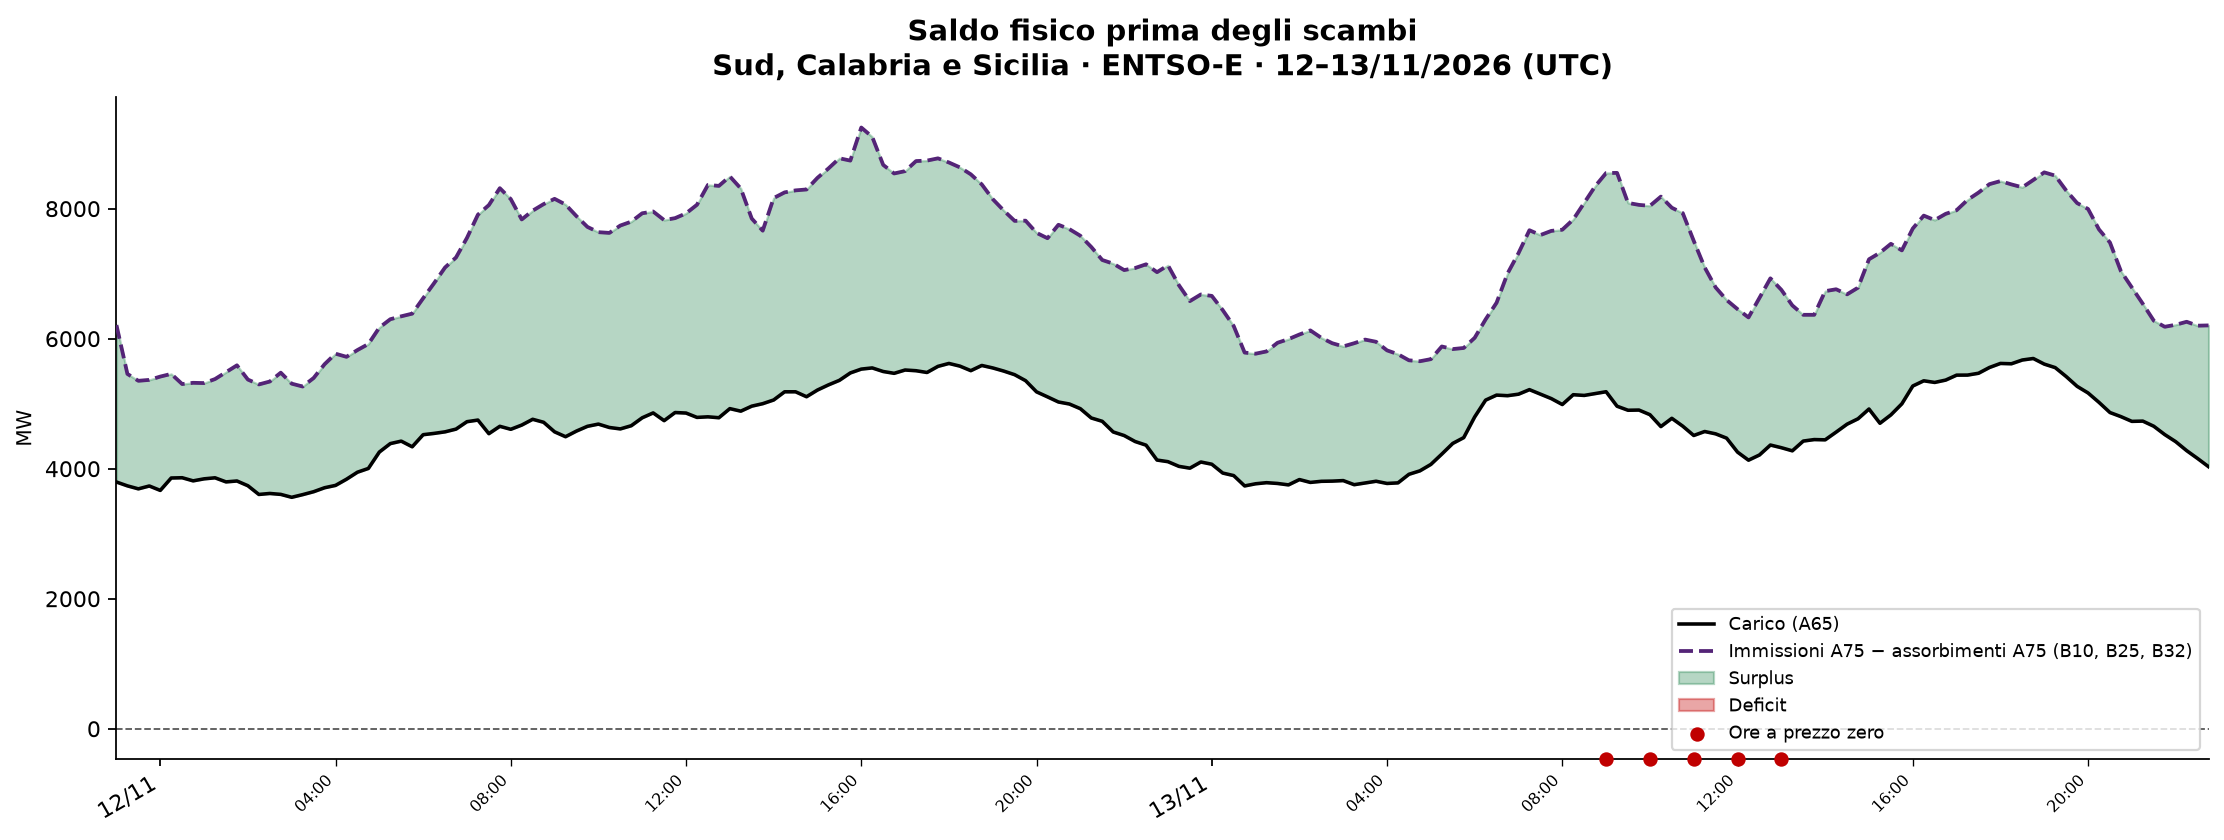 Saldo fisico prima degli scambi
Sud, Calabria e Sicilia · ENTSO-E · 12–13/11/2026 (UTC)
MW
8000
6000
4000
2000
0
Carico (A65)
Immissioni A75 − assorbimenti A75 (B10, B25, B32)
Surplus
Deficit
Ore a prezzo zero
12/11
04:00
08:00
12:00
16:00
20:00
13/11
04:00
08:00
12:00
16:00
20:00